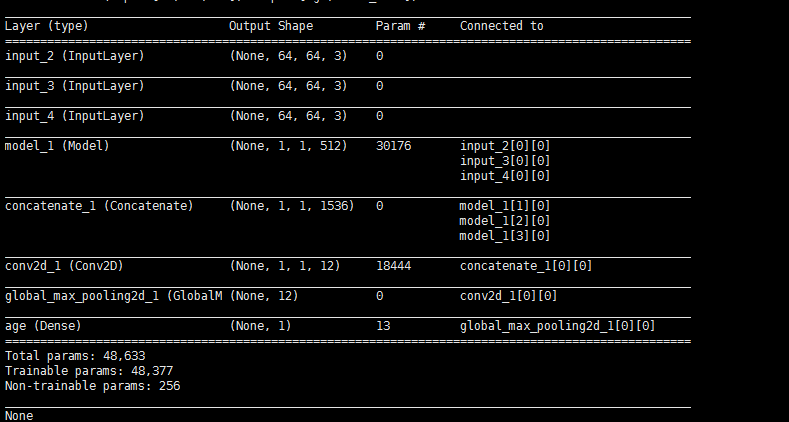 Layer (type) Output Shape Param # Connected to
input_2 (InputLayer) (None, 64, 64, 3) 0
input_3 (InputLayer) (None, 64, 64, 3) 0
input_4 (InputLayer) (None, 64, 64, 3) 0
model_1 (Model) (None, 1, 1, 512) 30176 input_2[0][0]
input_3[0][0]
input_4[0][0]
concatenate_1 (Concatenate) (None, 1, 1, 1536) 0 model_1[1][0]
model_1[2][0]
model_1[3][0]
conv2d_1 (Conv2D) (None, 1, 1, 12) 18444 concatenate_1[0][0]
global_max_pooling2d_1 (GlobalM (None, 12) 0 conv2d_1[0][0]
age (Dense) (None, 1) 13 global_max_pooling2d_1[0][0]
Total params: 48,633
Trainable params: 48,377
Non-trainable params: 256
None